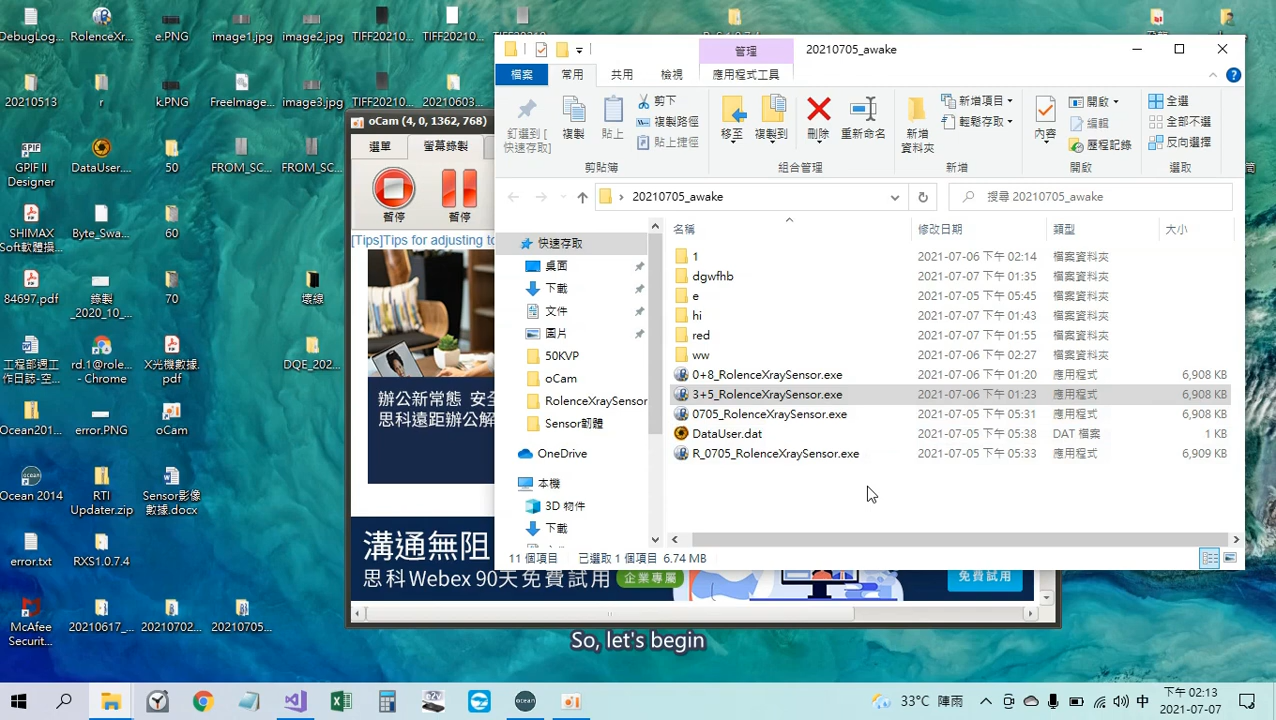 DebugLog...
RolenceXr...
e.PNG
image1.jpg
image2.jpg
TIFF20210...
TIFF20210...
20210513
r
k.PNG
FreeImage...
image3.jpg
TIFF20210...
20210603...
GPIF II
Designer
DataUser....
50
FROM_SC...
FROM_SC...
SHIMAX
Soft軟體操...
Byte_Swa...
60
84697.pdf
錄製
_2020_10_...
70
壞線
工程部週工
作日誌-空...
rd.1@role...
- Chrome
X光機數據.
pdf
DQE_202...
Ocean201...
error.PNG
oCam
Ocean 2014
RTI
Updater.zip
Sensor影像
數據.docx
error.txt
RXS1.0.7.4
McAfee
Securit...
20210617_...
20210702...
20210705...
oCam (4, 0, 1362, 768)
選單
螢幕錄製
暫停
暫停
[Tips]Tips for adjusting to
辦公新常態 安全
思科遠距辦公解
溝通無阻
思科Webex 90天免費試用
企業專屬
免費試用
管理
20210705_awake
檔案
常用
共用
檢視
應用程式工具
釘選到 [
快速存取]
複製
貼上
剪下
複製路徑
貼上捷徑
剪貼簿
移至
複製到
刪除
重新命名
組合管理
新增
資料夾
新增項目
輕鬆存取
新增
內容
開啟
編輯
歷程記錄
開啟
全選
全部不選
反向選擇
選取
20210705_awake
搜尋 20210705_awake
快速存取
桌面
下載
文件
圖片
50KVP
oCam
RolenceXraySensor
Sensor韌體
OneDrive
本機
3D 物件
下載
名稱 修改日期 類型 大小
1 2021-07-06 下午 02:14 檔案資料夾
dgwfhb 2021-07-07 下午 01:35 檔案資料夾
e 2021-07-05 下午 05:45 檔案資料夾
hi 2021-07-07 下午 01:43 檔案資料夾
red 2021-07-07 下午 01:55 檔案資料夾
ww 2021-07-06 下午 02:27 檔案資料夾
0+8_RolenceXraySensor.exe 2021-07-06 下午 01:20 應用程式 6,908 KB
3+5_RolenceXraySensor.exe 2021-07-06 下午 01:23 應用程式 6,908 KB
0705_RolenceXraySensor.exe 2021-07-05 下午 05:31 應用程式 6,908 KB
DataUser.dat 2021-07-05 下午 05:38 DAT 檔案 1 KB
R_0705_RolenceXraySensor.exe 2021-07-05 下午 05:33 應用程式 6,909 KB
11 個項目 已選取 1 個項目 6.74 MB
So, let's begin
33°C 陣雨
中
下午 02:13
2021-07-07